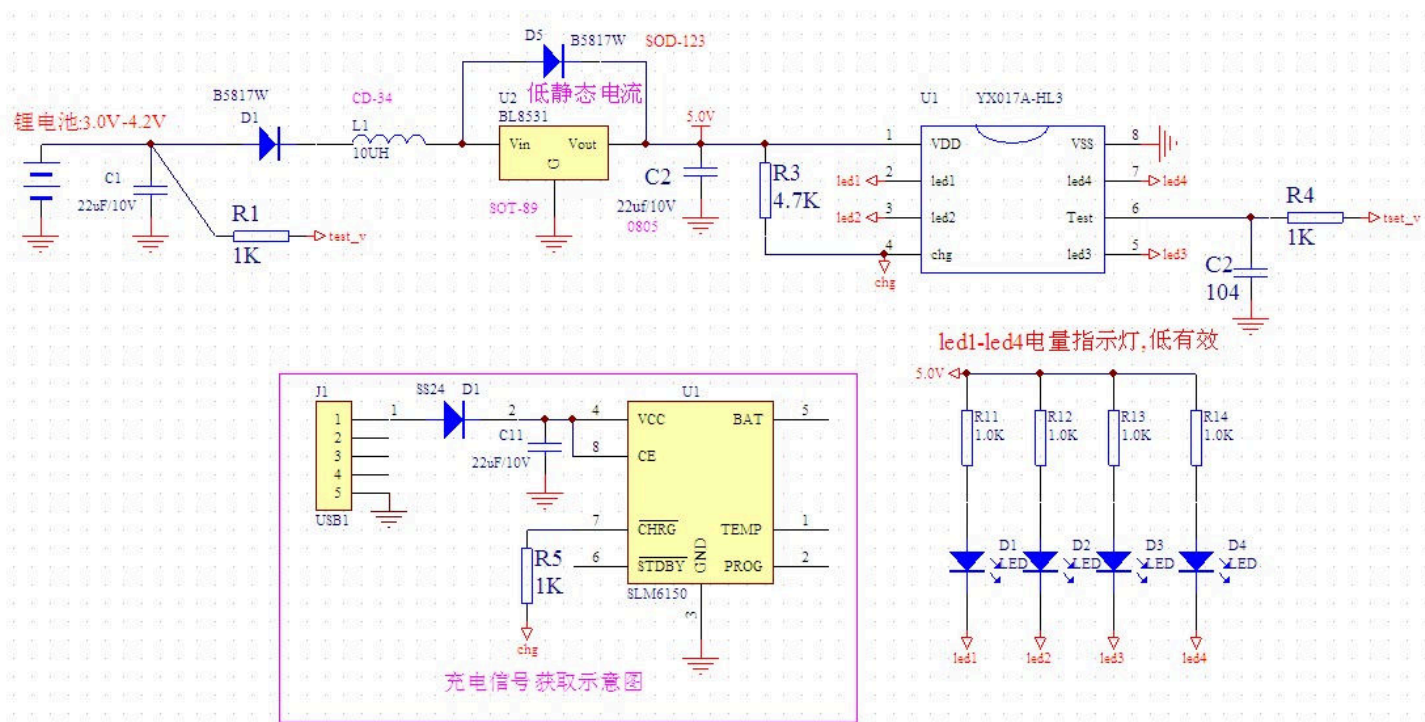 D5
B5817W
SOD-123
B5817W
D1
CD-34
L1
10UH
锂电池:3.0V-4.2V
C1
22uF/10V
R1
1K
test_v
U2
低静态电流
BL8531
Vin
Vout
G
SOT-89
5.0V
C2
22uf/10V
0805
R3
4.7K
U1
YX017A-HL3
1
VDD
VSS
8
led1
2
led1
led4
7
led4
led2
3
led2
Test
6
4
chg
led3
5
led3
chg
R4
1K
tset_v
C2
104
led1-led4电量指示灯,低有效
5.0V
R11
1.0K
R12
1.0K
R13
1.0K
R14
1.0K
D1
LED
D2
LED
D3
LED
D4
LED
led1
led2
led3
led4
J1
1
2
3
4
5
USB1
1
SS24
D1
2
C11
22uF/10V
4
8
7
6
U1
VCC
BAT
5
CE
CHRG
TEMP
1
STDBY
GND
PROG
2
SLM6150
3
R5
1K
chg
充电信号获取示意图